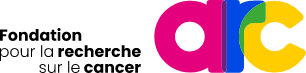 Fondation
pour la recherche
sur le cancer
arc